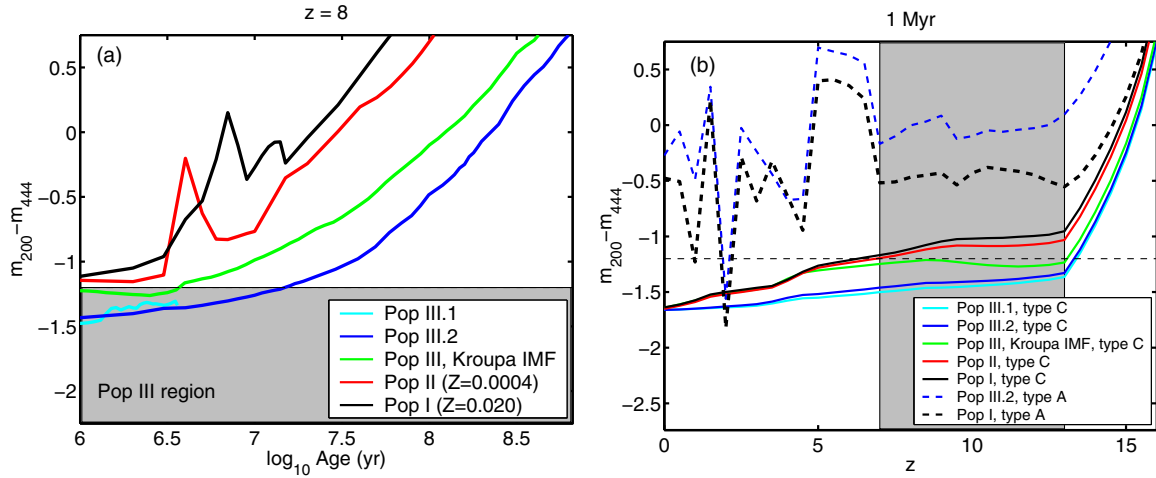 z = 8
(a)
m200−m444
0.5
0
−0.5
−1
−1.5
−2
Pop III region
Pop III.1
Pop III.2
Pop III, Kroupa IMF
Pop II (Z=0.0004)
Pop I (Z=0.020)
6 6.5 7 7.5 8 8.5
log10 Age (yr)
1 Myr
(b)
m200−m444
0.5
0
−0.5
−1
−1.5
−2
−2.5
Pop III.1, type C
Pop III.2, type C
Pop III, Kroupa IMF, type C
Pop II, type C
Pop I, type C
Pop III.2, type A
Pop I, type A
0 5 10 15
z